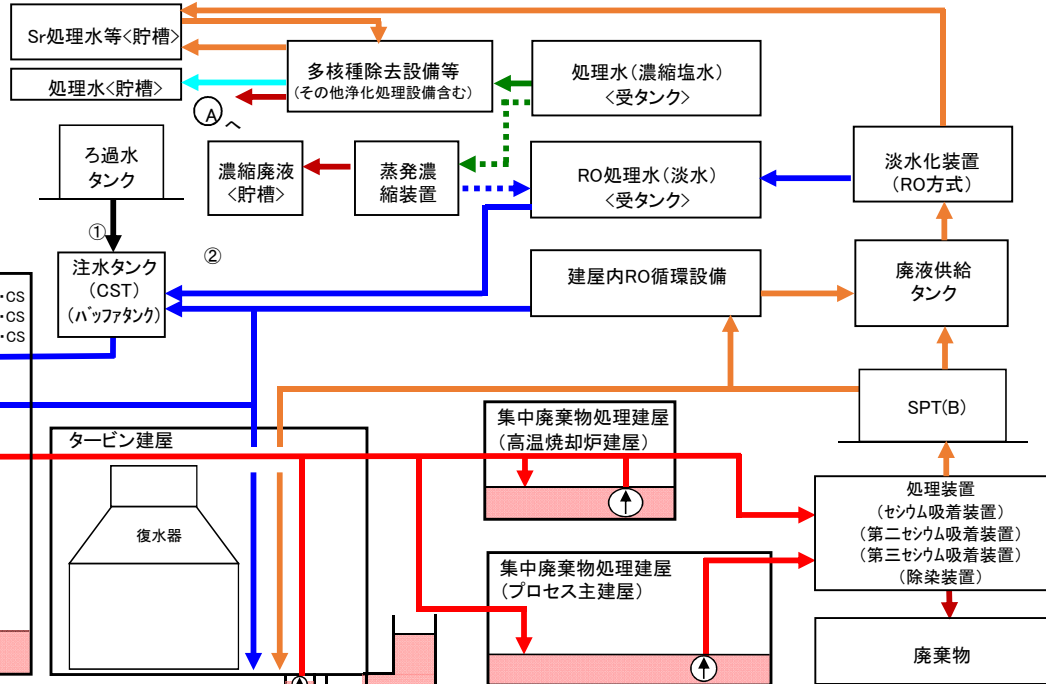 Sr処理水等<貯槽>
処理水<貯槽>
多核種除去設備等
(その他浄化処理設備含む)
処理水(濃縮塩水)
<受タンク>
Aへ
ろ過水
タンク
濃縮廃液
<貯槽>
蒸発濃
縮装置
RO処理水(淡水)
<受タンク>
淡水化装置
(RO方式)
①
②
注水タンク
(CST)
(バッファタンク)
・CS
・CS
・CS
建屋内RO循環設備
廃液供給
タンク
SPT(B)
タービン建屋
復水器
集中廃棄物処理建屋
(高温焼却炉建屋)
集中廃棄物処理建屋
(プロセス主建屋)
処理装置
(セシウム吸着装置)
(第二セシウム吸着装置)
(第三セシウム吸着装置)
(除染装置)
廃棄物